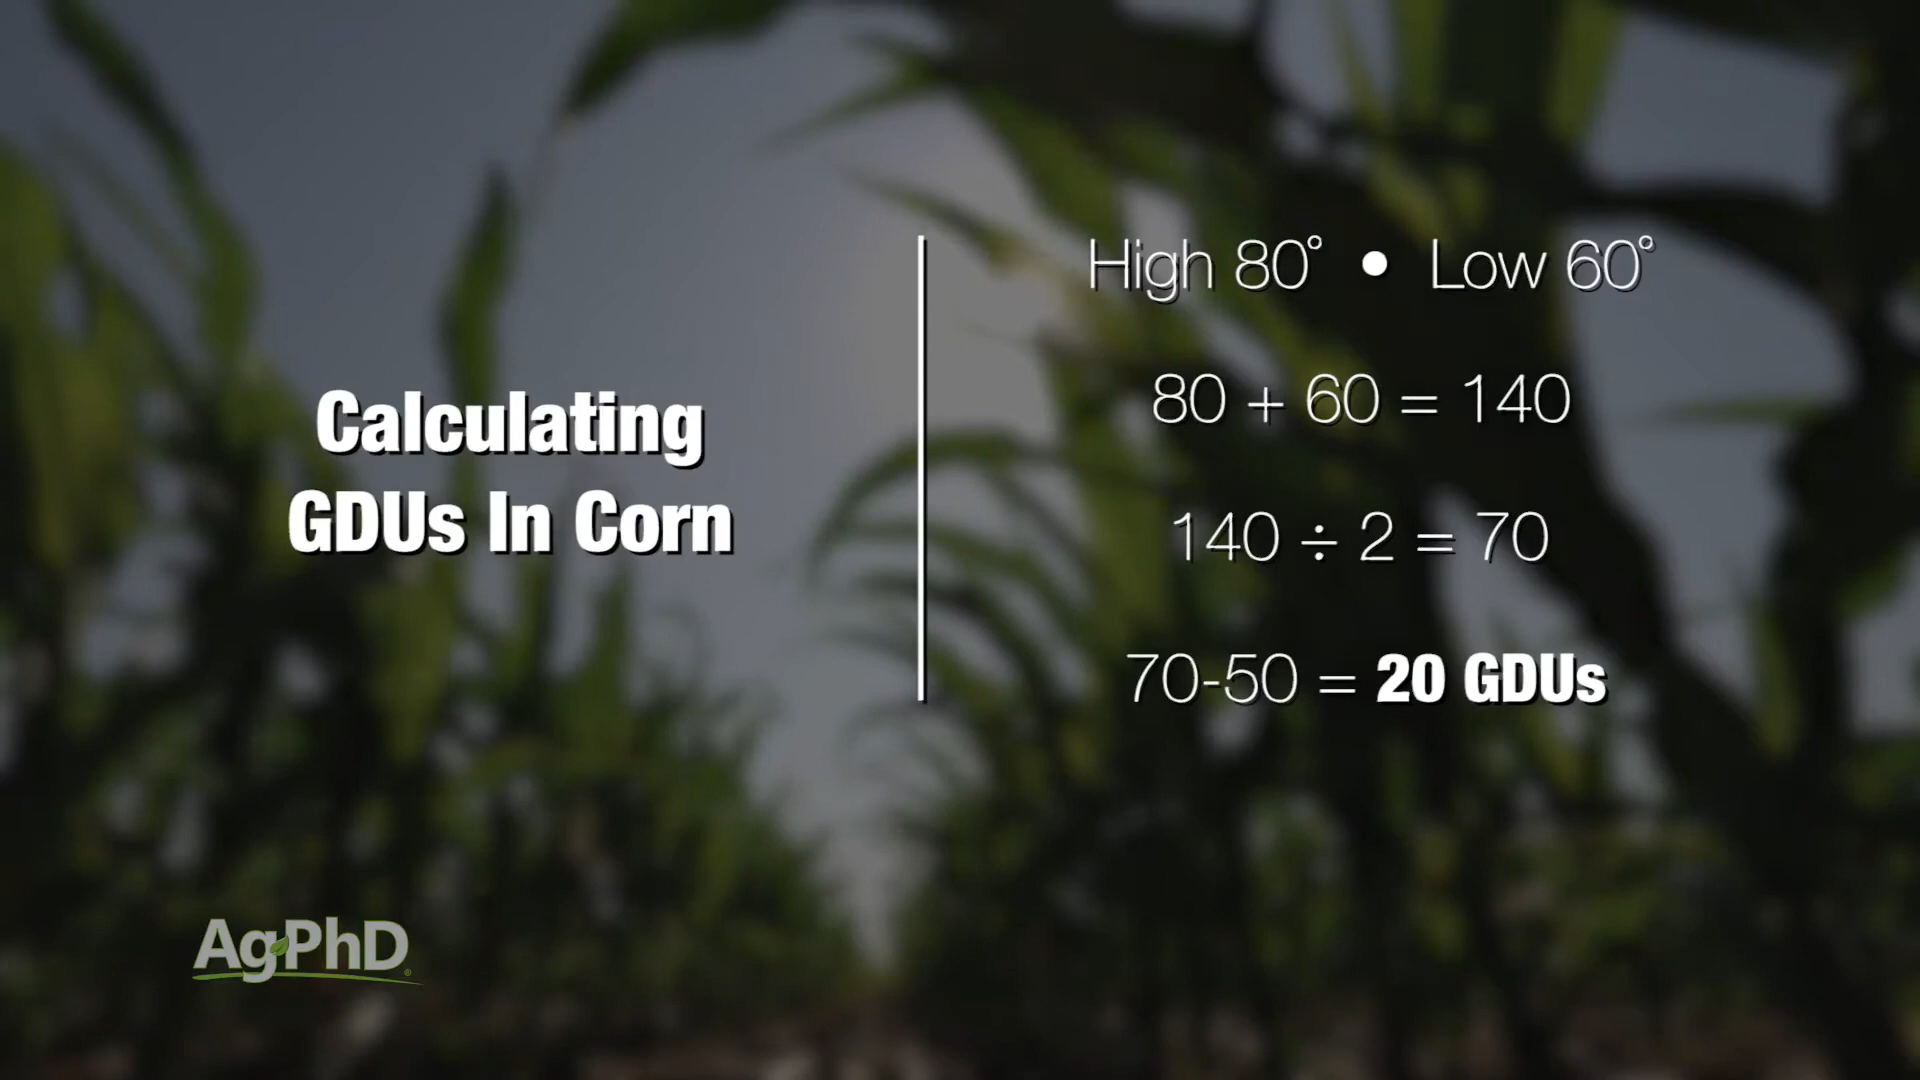 Calculating
GDUs In Corn
High 80° • Low 60°
80 + 60 = 140
140 ÷ 2 = 70
70-50 = 20 GDUs
AgPhD®